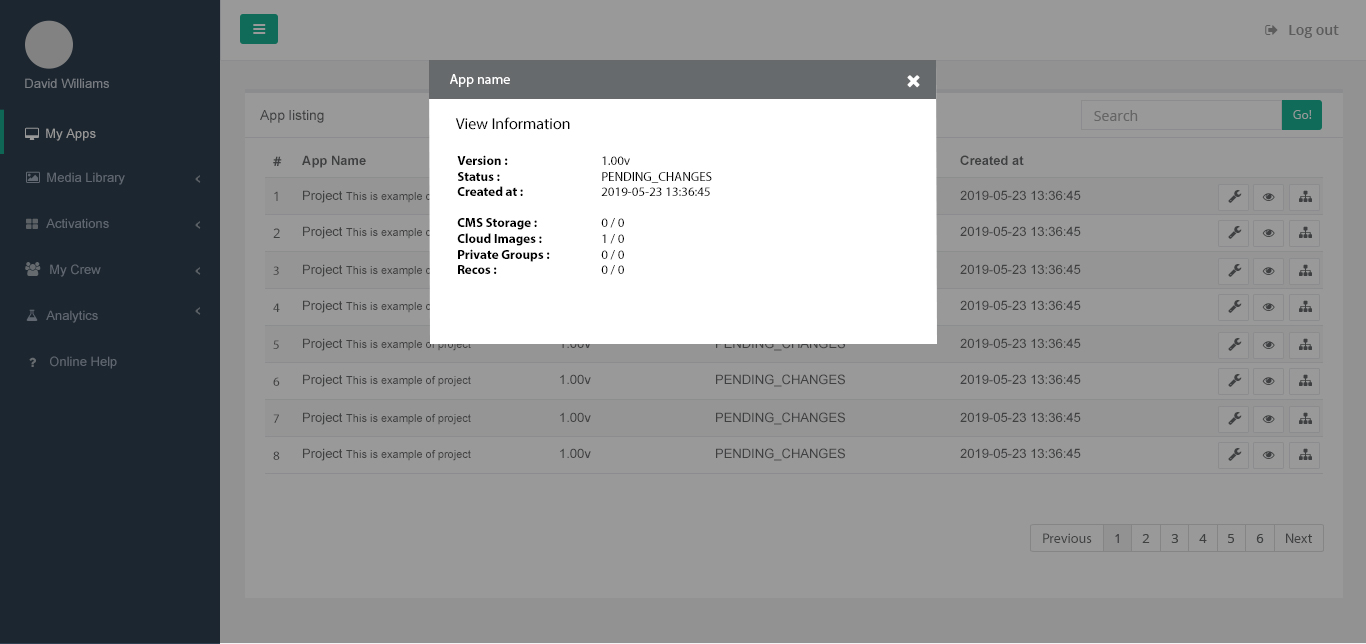 David Williams
My Apps
Media Library
Activations
My Crew
Analytics
? Online Help
Log out
App listing
Search Go!
# App Name Created at
1 Project This is example 2019-05-23 13:36:45
2 Project This is example 2019-05-23 13:36:45
3 Project This is example 2019-05-23 13:36:45
4 Project This is example 2019-05-23 13:36:45
5 Project This is example of project 1.00v PENDING_CHANGES 2019-05-23 13:36:45
6 Project This is example of project 1.00v PENDING_CHANGES 2019-05-23 13:36:45
7 Project This is example of project 1.00v PENDING_CHANGES 2019-05-23 13:36:45
8 Project This is example of project 1.00v PENDING_CHANGES 2019-05-23 13:36:45
Previous 1 2 3 4 5 6 Next
App name
View Information
Version : 1.00v
Status : PENDING_CHANGES
Created at : 2019-05-23 13:36:45
CMS Storage : 0 / 0
Cloud Images : 1 / 0
Private Groups : 0 / 0
Recos : 0 / 0